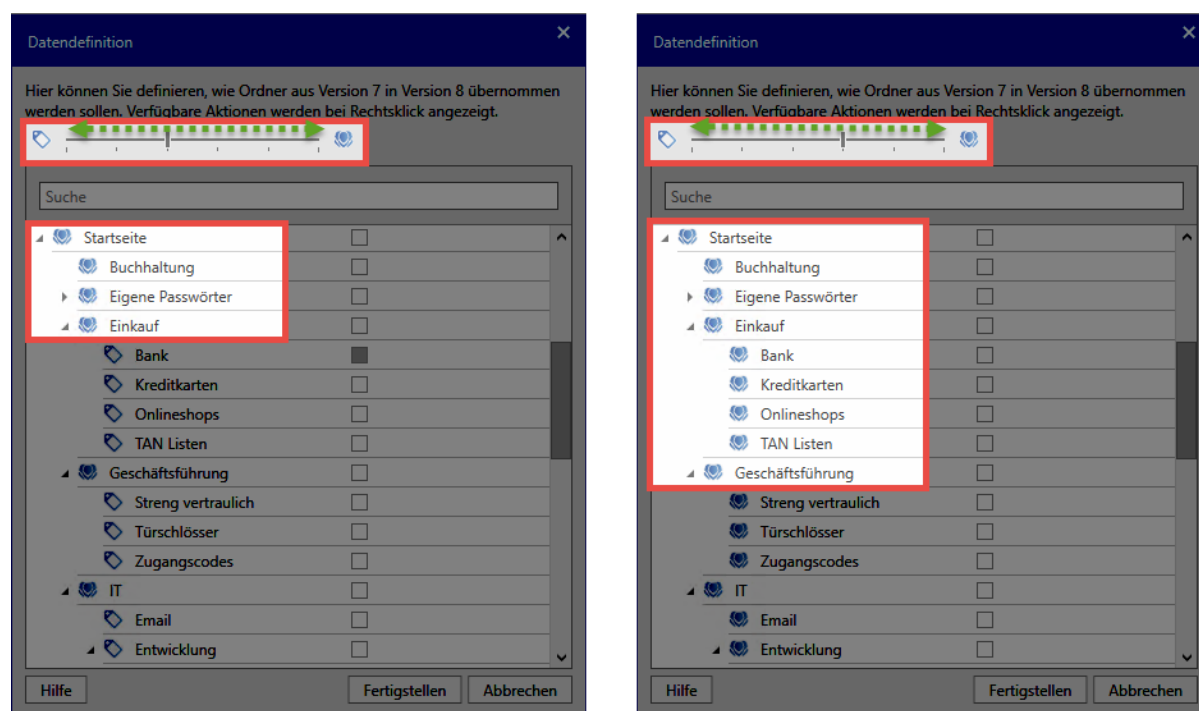 Datendefinition
Hier können Sie definieren, wie Ordner aus Version 7 in Version 8 übernommen
werden sollen. Verfügbare Aktionen werden bei Rechtsklick angezeigt.
Suche
Startseite
Buchhaltung
Eigene Passwörter
Einkauf
Bank
Kreditkarten
Onlineshops
TAN Listen
Geschäftsführung
Streng vertraulich
Türschlösser
Zugangscodes
IT
Email
Entwicklung
Hilfe Fertigstellen Abbrechen
Datendefinition
Hier können Sie definieren, wie Ordner aus Version 7 in Version 8 übernommen
werden sollen. Verfügbare Aktionen werden bei Rechtsklick angezeigt.
Suche
Startseite
Buchhaltung
Eigene Passwörter
Einkauf
Bank
Kreditkarten
Onlineshops
TAN Listen
Geschäftsführung
Streng vertraulich
Türschlösser
Zugangscodes
IT
Email
Entwicklung
Hilfe Fertigstellen Abbrechen